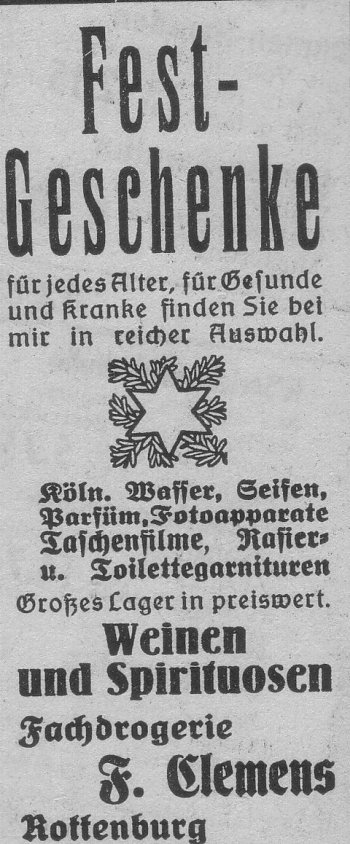 Fest-
Geschenke
für jedes Alter, für Gesunde
und Kranke finden Sie bei
mir in reicher Auswahl.
Köln. Wasser, Seifen,
Parfüm, Fotoapparate
Taschenfilme, Rasier-
u. Toilettegarnituren
Großes Lager in preiswert.
Weinen
und Spirituosen
Fachdrogerie
F. Clemens
Rottenburg